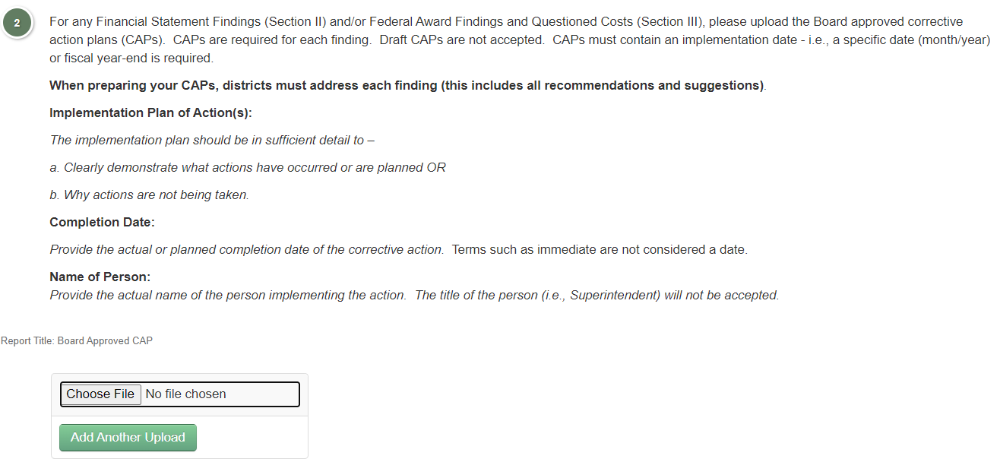 2
For any Financial Statement Findings (Section II) and/or Federal Award Findings and Questioned Costs (Section III), please upload the Board approved corrective
action plans (CAPs).  CAPs are required for each finding.  Draft CAPs are not accepted.  CAPs must contain an implementation date - i.e., a specific date (month/year)
or fiscal year-end is required.
When preparing your CAPs, districts must address each finding (this includes all recommendations and suggestions).
Implementation Plan of Action(s):
The implementation plan should be in sufficient detail to –
a. Clearly demonstrate what actions have occurred or are planned OR
b. Why actions are not being taken.
Completion Date:
Provide the actual or planned completion date of the corrective action.  Terms such as immediate are not considered a date.
Name of Person:
Provide the actual name of the person implementing the action.  The title of the person (i.e., Superintendent) will not be accepted.
Report Title: Board Approved CAP
Choose File No file chosen
Add Another Upload